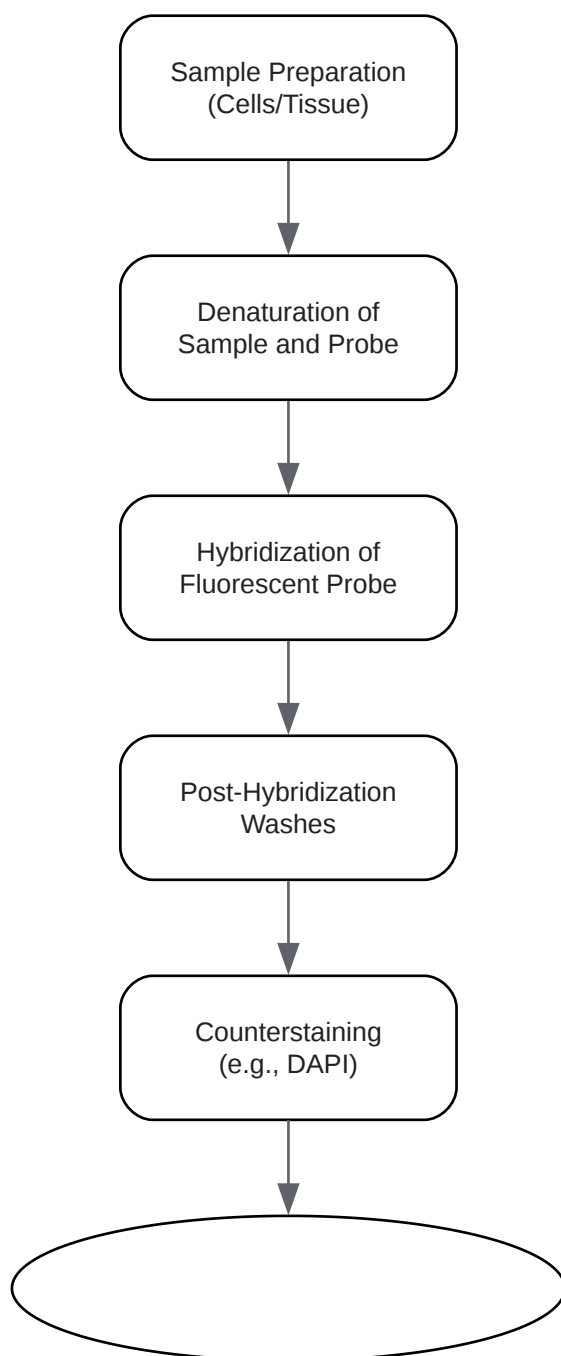 Sample Preparation
(Cells/Tissue)
Denaturation of
Sample and Probe
Hybridization of
Fluorescent Probe
Post-Hybridization
Washes
Counterstaining
(e.g., DAPI)